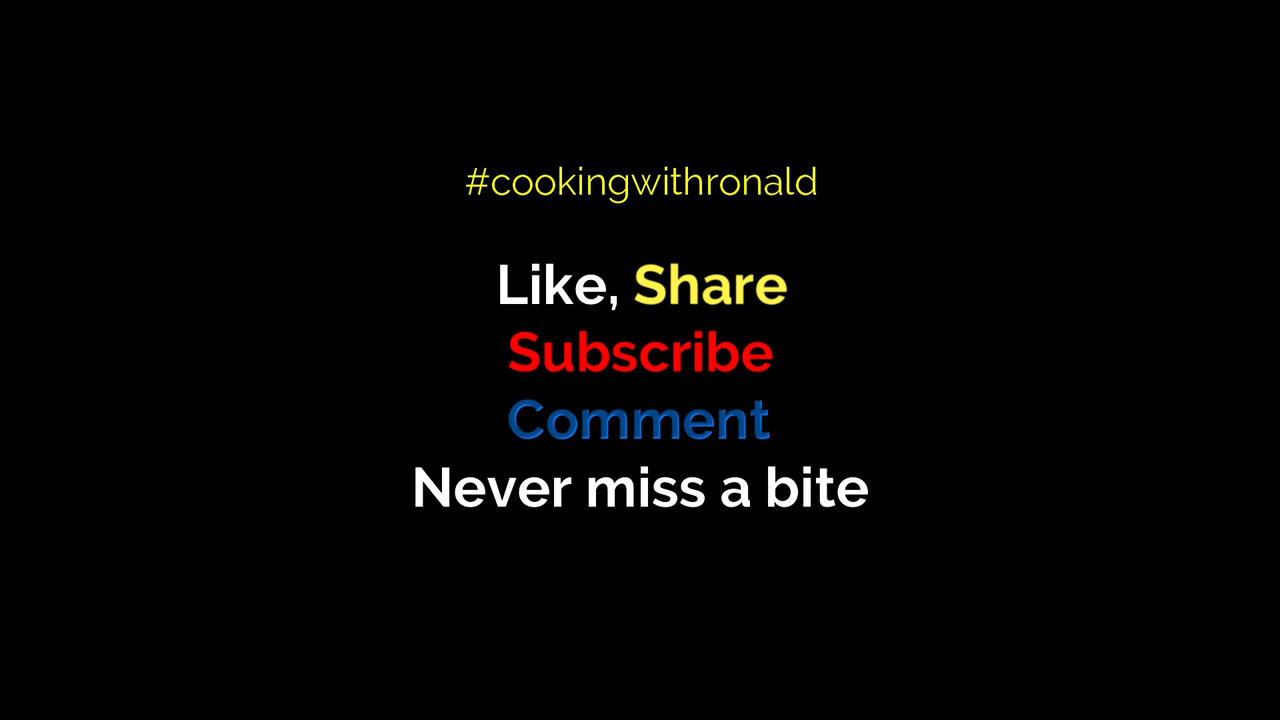 #cookingwithronald
Like, Share
Subscribe
Comment
Never miss a bite